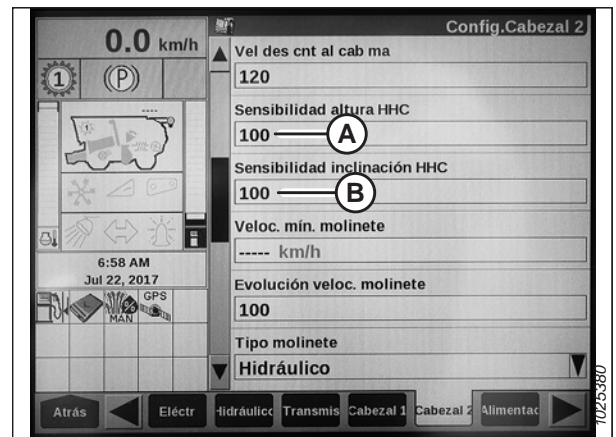 0.0 km/h
Config.Cabezal 2
1
(P)
Vel des cnt al cab ma
120
Sensibilidad altura HHC
100
A
Sensibilidad inclinación HHC
100
B
Veloc. mín. molinete
----- km/h
Evolución veloc. molinete
100
Tipo molinete
Hidráulico
6:58 AM
Jul 22, 2017
GPS
%
MAN
Atrás
Eléctr
Hidráulicc
Transmis
Cabezal 1
Cabezal 2
Alimentac
1025380